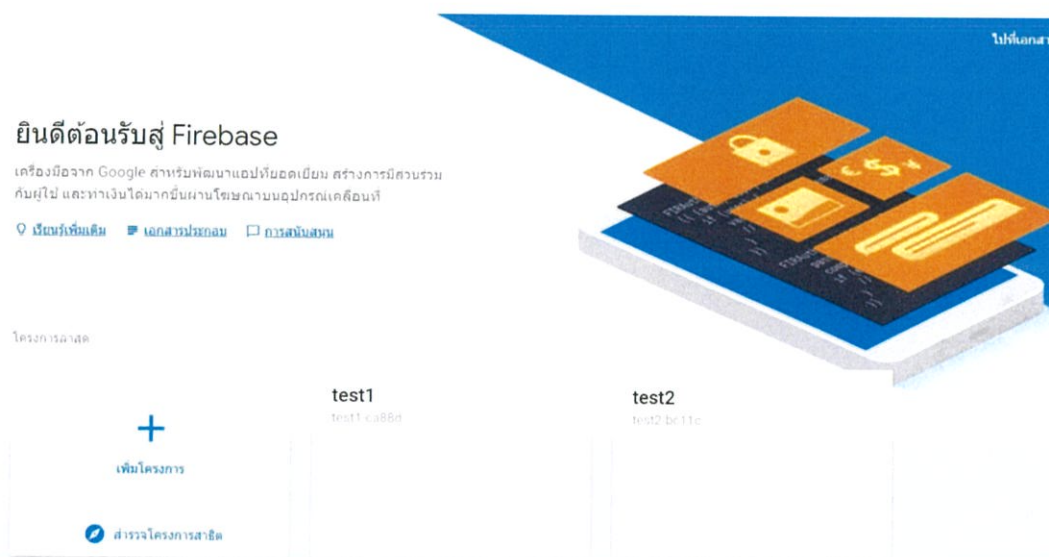 ไปที่เอกสา
ยินดีต้อนรับสู่ Firebase
เครื่องมือจาก Google สำหรับพัฒนาแอปที่ยอดเยี่ยม สร้างการมีส่วนร่วม
กับผู้ใช้ และทำเงินได้มากขึ้นผ่านโฆษณาบนอุปกรณ์เคลื่อนที่
เรียนรู้เพิ่มเติม เอกสารประกอบ การสนับสนุน
โครงการล่าสุด
test1
test1-ca88d
test2
test2-bc11c
เพิ่มโครงการ
สำรวจโครงการสาธิต